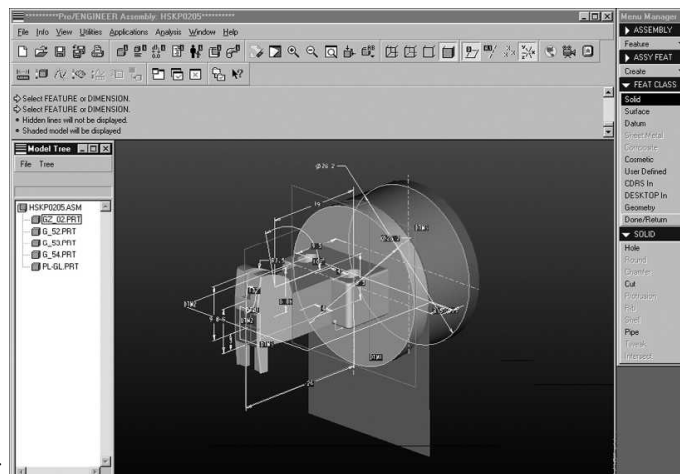 **********Pro/ENGINEER Assembly: HSKP0205**********
File Info View Utilities Applications Analysis Window Help
Select FEATURE or DIMENSION.
Select FEATURE or DIMENSION.
Hidden lines will not be displayed.
Shaded model will be displayed
Model Tree
File Tree
HSKP0205.ASM
GZ_02.PRT
G_52.PRT
G_53.PRT
G_54.PRT
PL-GL.PRT
Ø26.2
Menu Manager
ASSEMBLY
Feature
ASSY FEAT
Create
FEAT CLASS
Solid
Surface
Datum
Sheet Metal
Composite
Cosmetic
User Defined
CDRS In
DESKTOP In
Geometry
Done/Return
SOLID
Hole
Round
Chamfer
Cut
Protrusion
Rib
Shell
Pipe
Tweak
Intersect